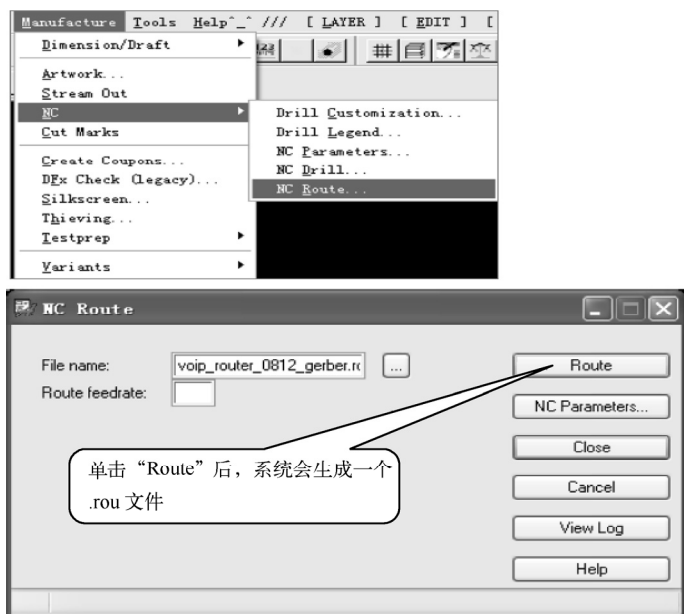 Manufacture Tools Help^_^ /// [ LAYER ] [ EDIT ] [
Dimension/Draft
Artwork...
Stream Out
NC
Drill Customization...
Cut Marks
Drill Legend...
NC Parameters...
Create Coupons...
NC Drill...
DFx Check (legacy)...
NC Route...
Silkscreen...
Thieving...
Testprep
Variants
NC Route
File name:
voip_router_0812_gerber.ro
...
Route
Route feedrate:
NC Parameters...
Close
单击“Route”后，系统会生成一个
.rou 文件
Cancel
View Log
Help